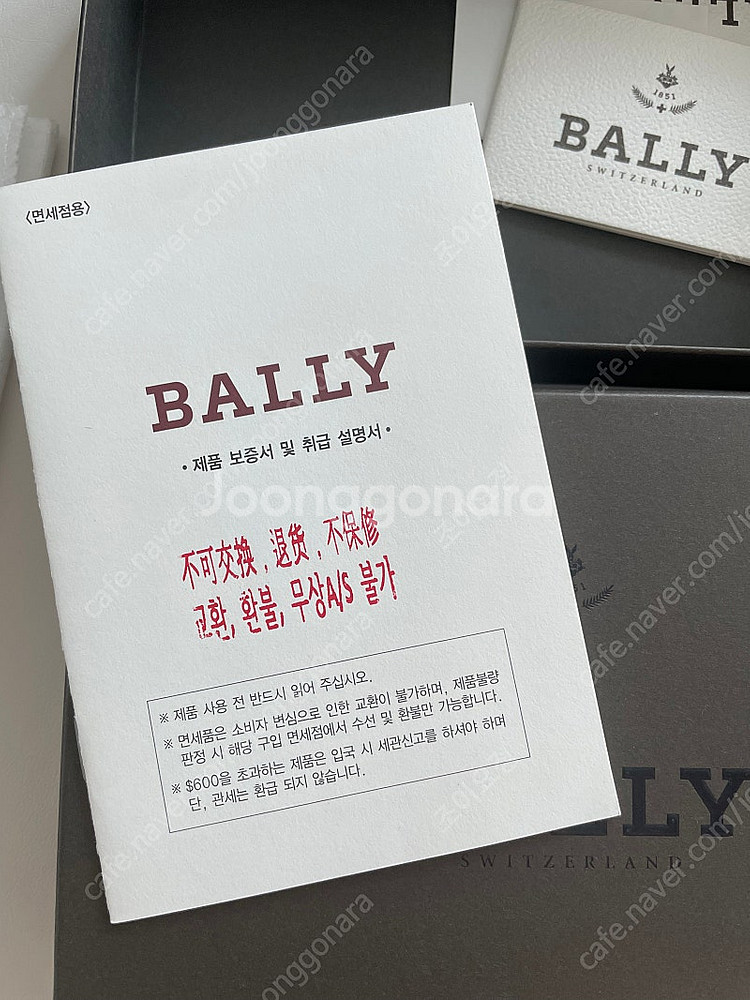 〈면세점용〉
BALLY
• 제품 보증서 및 취급 설명서 •
不可交换 , 退货 , 不保修
교환, 환불, 무상A/S 불가
※ 제품 사용 전 반드시 읽어 주십시오.
※ 면세품은 소비자 변심으로 인한 교환이 불가하며, 제품불량
판정 시 해당 구입 면세점에서 수선 및 환불만 가능합니다.
※ $600을 초과하는 제품은 입국 시 세관신고를 하셔야 하며
단, 관세는 환급 되지 않습니다.
1851
BALLY
SWITZERLAND
LLY
SWITZERLAND
Joonggonara
cafe.naver.com/joonggonara